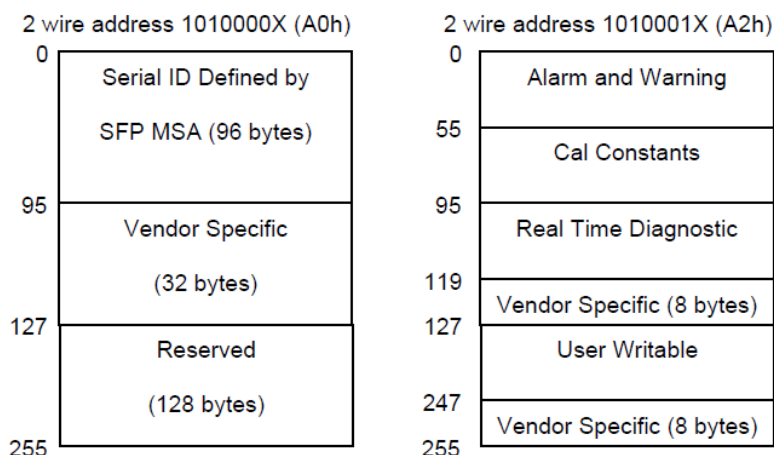 2 wire address 1010000X (A0h)
0
Serial ID Defined by
SFP MSA (96 bytes)
95
Vendor Specific
(32 bytes)
127
Reserved
(128 bytes)
255
2 wire address 1010001X (A2h)
0
Alarm and Warning
55
Cal Constants
95
Real Time Diagnostic
119
Vendor Specific (8 bytes)
127
User Writable
247
Vendor Specific (8 bytes)
255